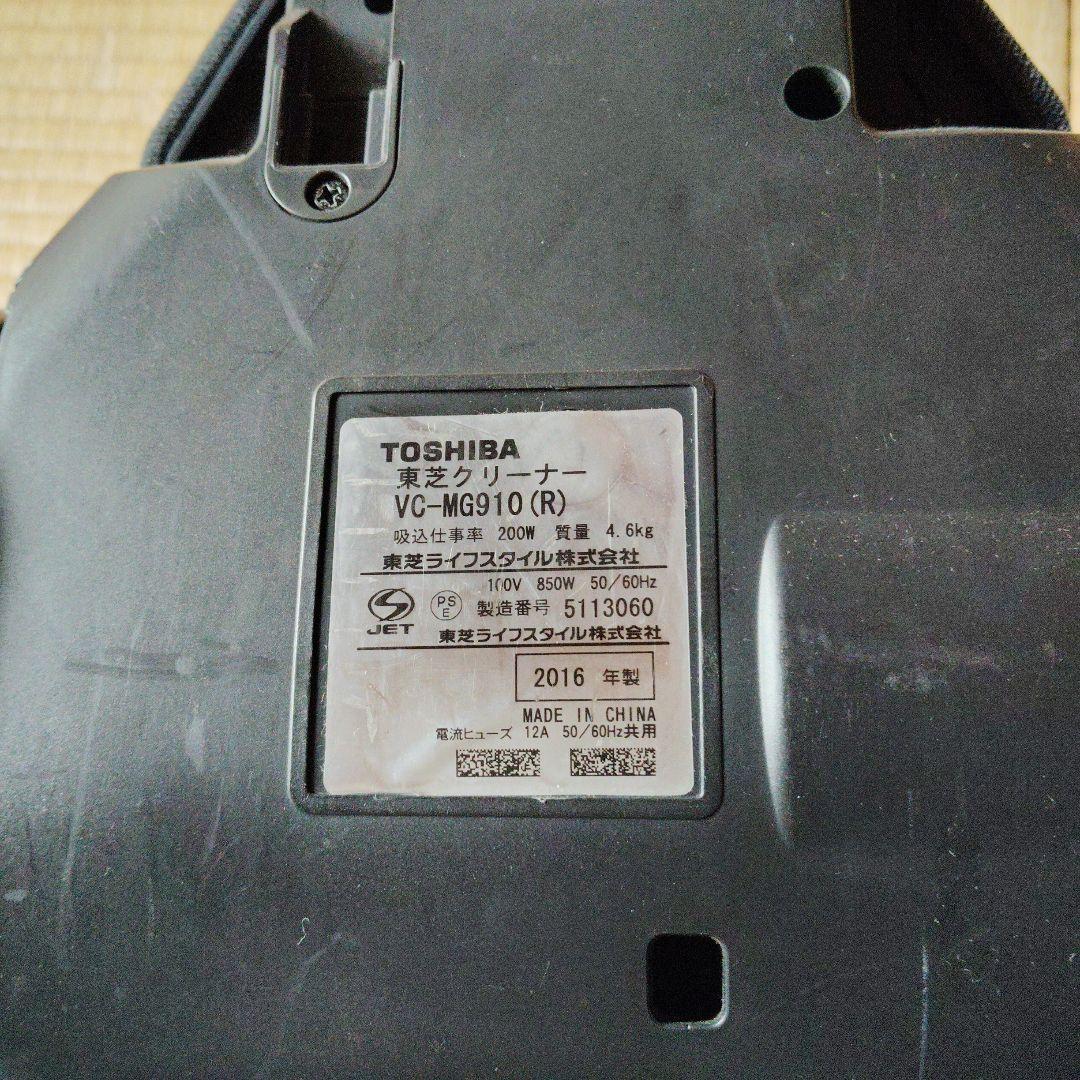 TOSHIBA
東芝クリーナー
VC-MG910(R)
吸込仕事率 200W 質量 4.6kg
東芝ライフスタイル株式会社
100V 850W 50/60Hz
JET PS E 製造番号 5113060
東芝ライフスタイル株式会社
2016 年製
MADE IN CHINA
電流ヒューズ 12A 50/60Hz共用